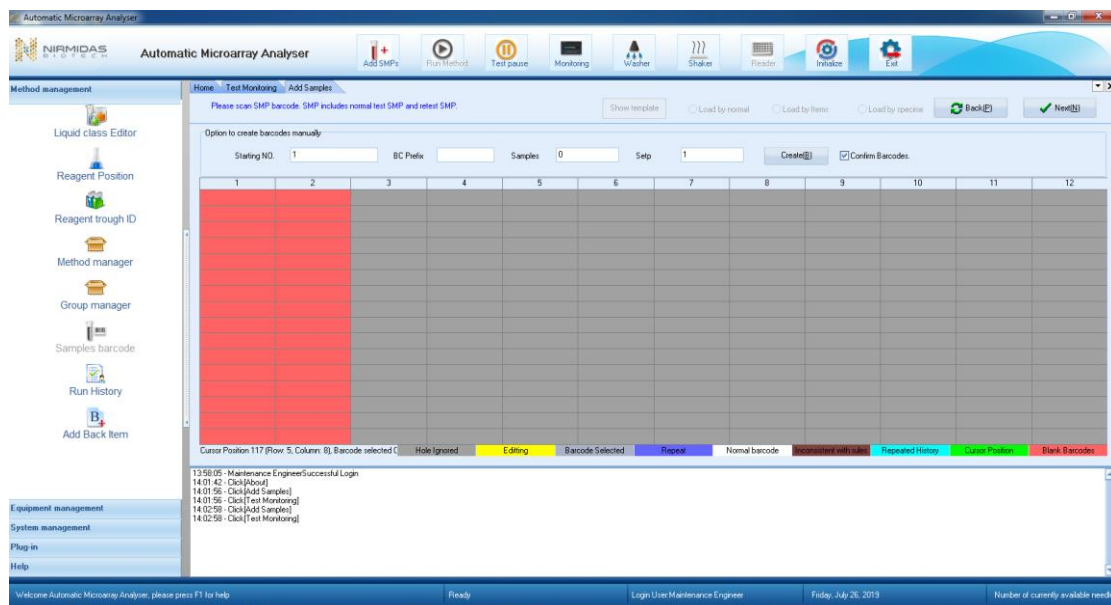 Automatic Microarray Analyser
NIRMIDAS
BIOTECH
Automatic Microarray Analyser
Add SMPs
Run Method
Test pause
Monitoring
Washer
Shaker
Reader
Initialize
Exit
Method management
Liquid class Editor
Reagent Position
Reagent trough ID
Method manager
Group manager
Samples barcode
Run History
Add Back Item
Equipment management
System management
Plug-in
Help
Home Test Monitoring Add Samples
Please scan SMP barcode. SMP includes normal test SMP and retest SMP.
Show template Load by normal Load by Items Load by specime Back(P) Next(N)
Option to create barcodes manually
Starting NO. 1 BC Prefix Samples 0 Setp 1 Create(B) Confirm Barcodes.
1 2 3 4 5 6 7 8 9 10 11 12
Cursor Position 117 (Row: 5, Column: 8), Barcode selected
Hole Ignored Editting Barcode Selected Repeat Normal barcode Inconsistent with rules Repeated History Cursor Position Blank Barcodes
13:58:05 - Maintenance EngineerSuccessful Login
14:01:42 - Click[About]
14:01:56 - Click[Add Samples]
14:01:56 - Click[Test Monitoring]
14:02:58 - Click[Add Samples]
14:02:58 - Click[Test Monitoring]
Welcome Automatic Microarray Analyser, please press F1 for help Ready Login User:Maintenance Engineer Friday, July 26, 2019 Number of currently available